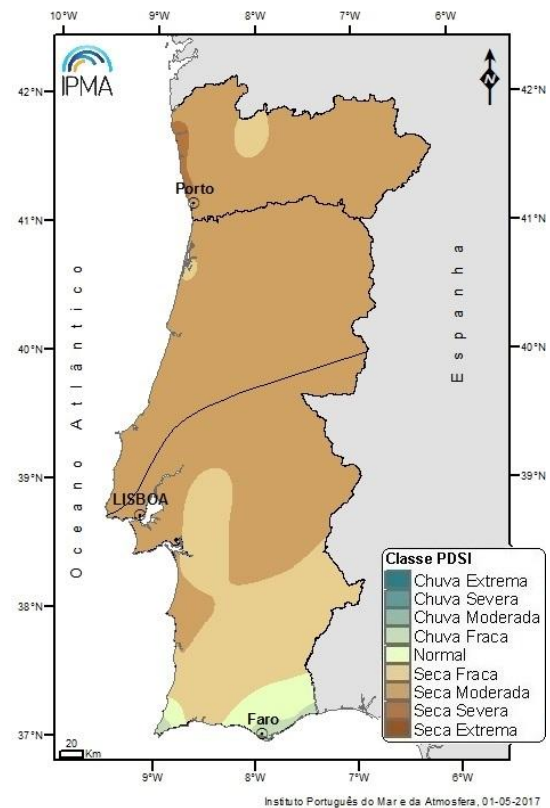 10°W 9°W 8°W 7°W 6°W
IPMA
N
42°N 42°N
Porto
41°N 41°N
Oceano Atlântico
Espanha
40°N 40°N
39°N 39°N
LISBOA
38°N 38°N
Classe PDSI
Chuva Extrema
Chuva Severa
Chuva Moderada
Chuva Fraca
Normal
Seca Fraca
Seca Moderada
Seca Severa
Seca Extrema
Faro
37°N 37°N
20
Km
9°W 8°W 7°W 6°W
Instituto Português do Mar e da Atmosfera, 01-05-2017